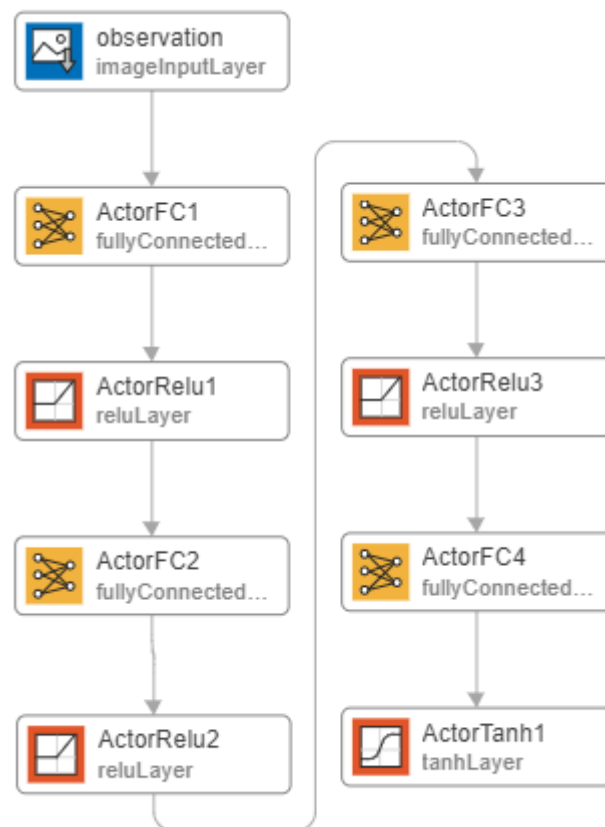 observation
imageInputLayer
ActorFC1
fullyConnected...
ActorRelu1
reluLayer
ActorFC2
fullyConnected...
ActorRelu2
reluLayer
ActorFC3
fullyConnected...
ActorRelu3
reluLayer
ActorFC4
fullyConnected...
ActorTanh1
tanhLayer